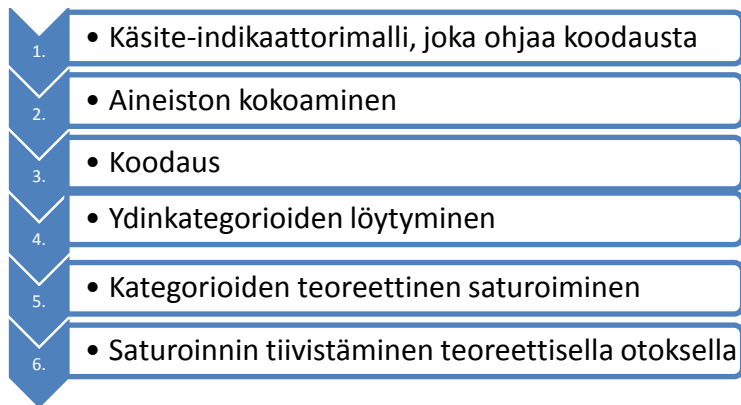 1. • Käsite-indikaattorimalli, joka ohjaa koodausta
2. • Aineiston kokoaminen
3. • Koodaus
4. • Ydinkategorioiden löytyminen
5. • Kategorioiden teoreettinen saturoiminen
6. • Saturoinnin tiivistäminen teoreettisella otoksella